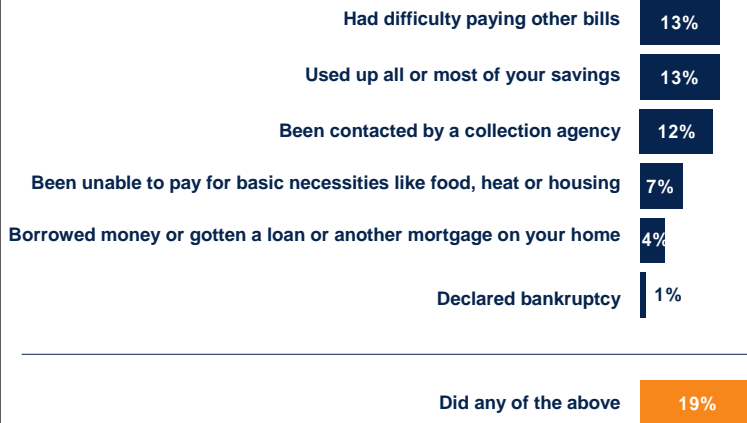 Had difficulty paying other bills 13%
Used up all or most of your savings 13%
Been contacted by a collection agency 12%
Been unable to pay for basic necessities like food, heat or housing 7%
Borrowed money or gotten a loan or another mortgage on your home 4%
Declared bankruptcy 1%
Did any of the above 19%